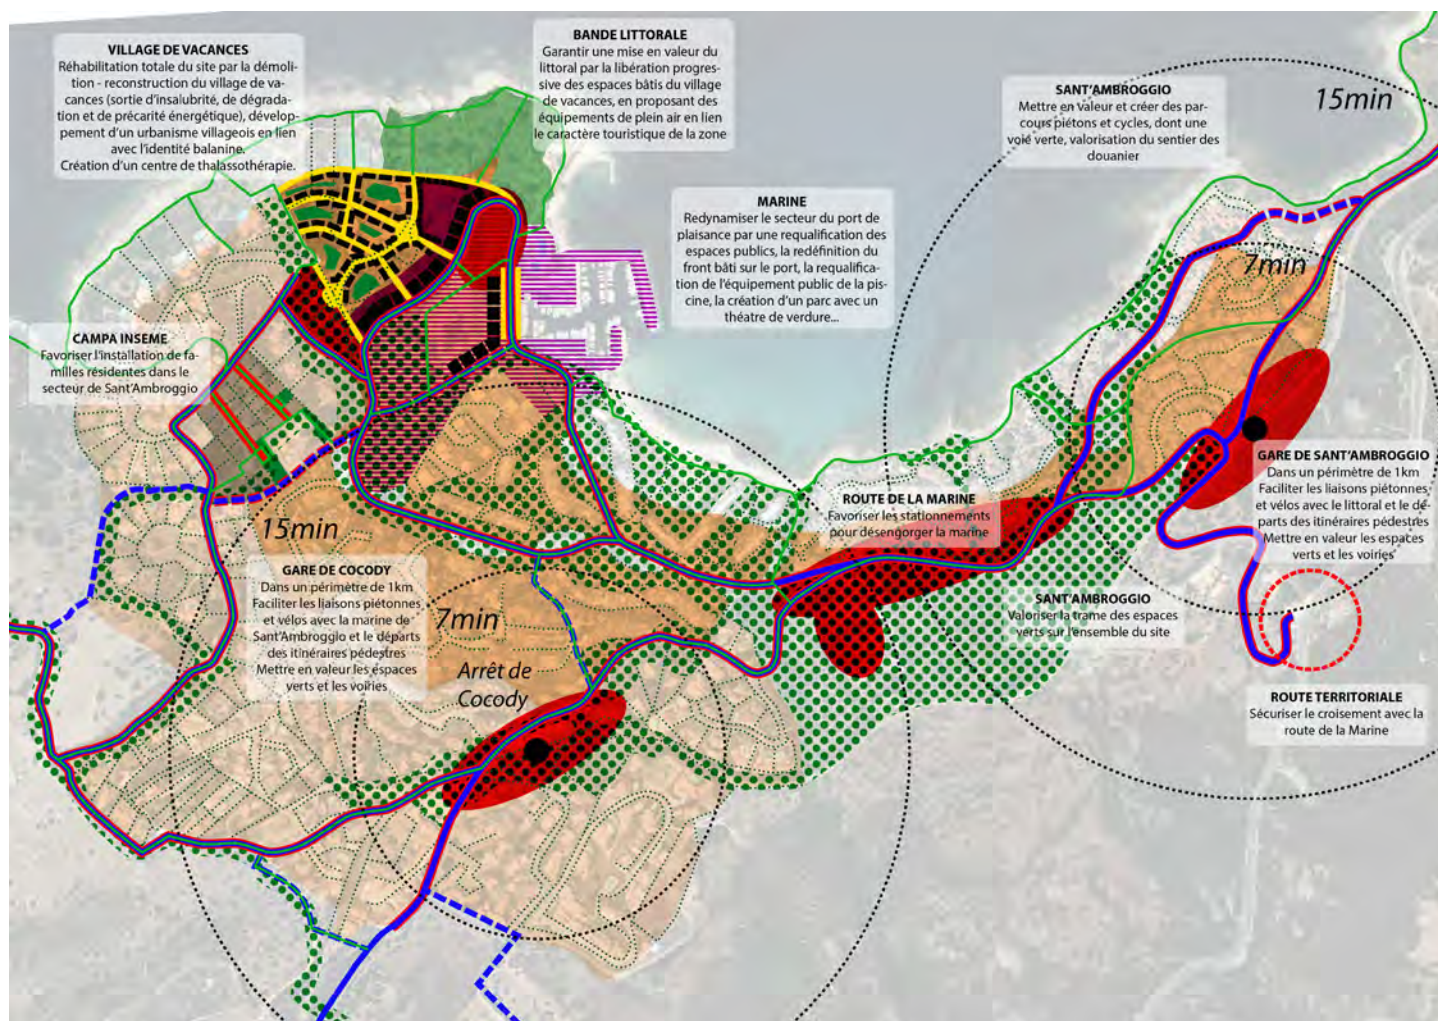 VILLAGE DE VACANCES
Réhabilitation totale du site par la démoli-
tion - reconstruction du village de va-
cances (sortie d'insalubrité, de dégrada-
tion et de précarité énergétique), dévelop-
pement d'un urbanisme villageois en lien
avec l'identité balanine.
Création d'un centre de thalassothérapie.
BANDE LITTORALE
Garantir une mise en valeur du
littoral par la libération progres-
sive des espaces bâtis du village
de vacances, en proposant des
équipements de plein air en lien
le caractère touristique de la zone
SANT'AMBROGGIO
Mettre en valeur et créer des par-
cours piétons et cycles, dont une
voie verte, valorisation du sentier des
douanier
15min
MARINE
Redynamiser le secteur du port de
plaisance par une requalification des
espaces publics, la redéfinition du
front bâti sur le port, la requalifica-
tion de l'équipement public de la pis-
cine, la création d'un parc avec un
théatre de verdure...
7min
CAMPA INSEME
Favoriser l'installation de fa-
milles résidentes dans le
secteur de Sant'Ambroggio
GARE DE SANT'AMBROGGIO
Dans un périmètre de 1km
Faciliter les liaisons piétonnes
et vélos avec le littoral et le dé-
parts des itinéraires pédestres
Mettre en valeur les espaces
verts et les voiries
ROUTE DE LA MARINE
Favoriser les stationnements
pour désengorger la marine
15min
GARE DE COCODY
Dans un périmètre de 1km
Faciliter les liaisons piétonnes
et vélos avec la marine de
Sant'Ambroggio et le départs
des itinéraires pédestres
Mettre en valeur les espaces
verts et les voiries
7min
Arrêt de
Cocody
SANT'AMBROGGIO
Valoriser la trame des espaces
verts sur l'ensemble du site
ROUTE TERRITORIALE
Sécuriser le croisement avec la
route de la Marine